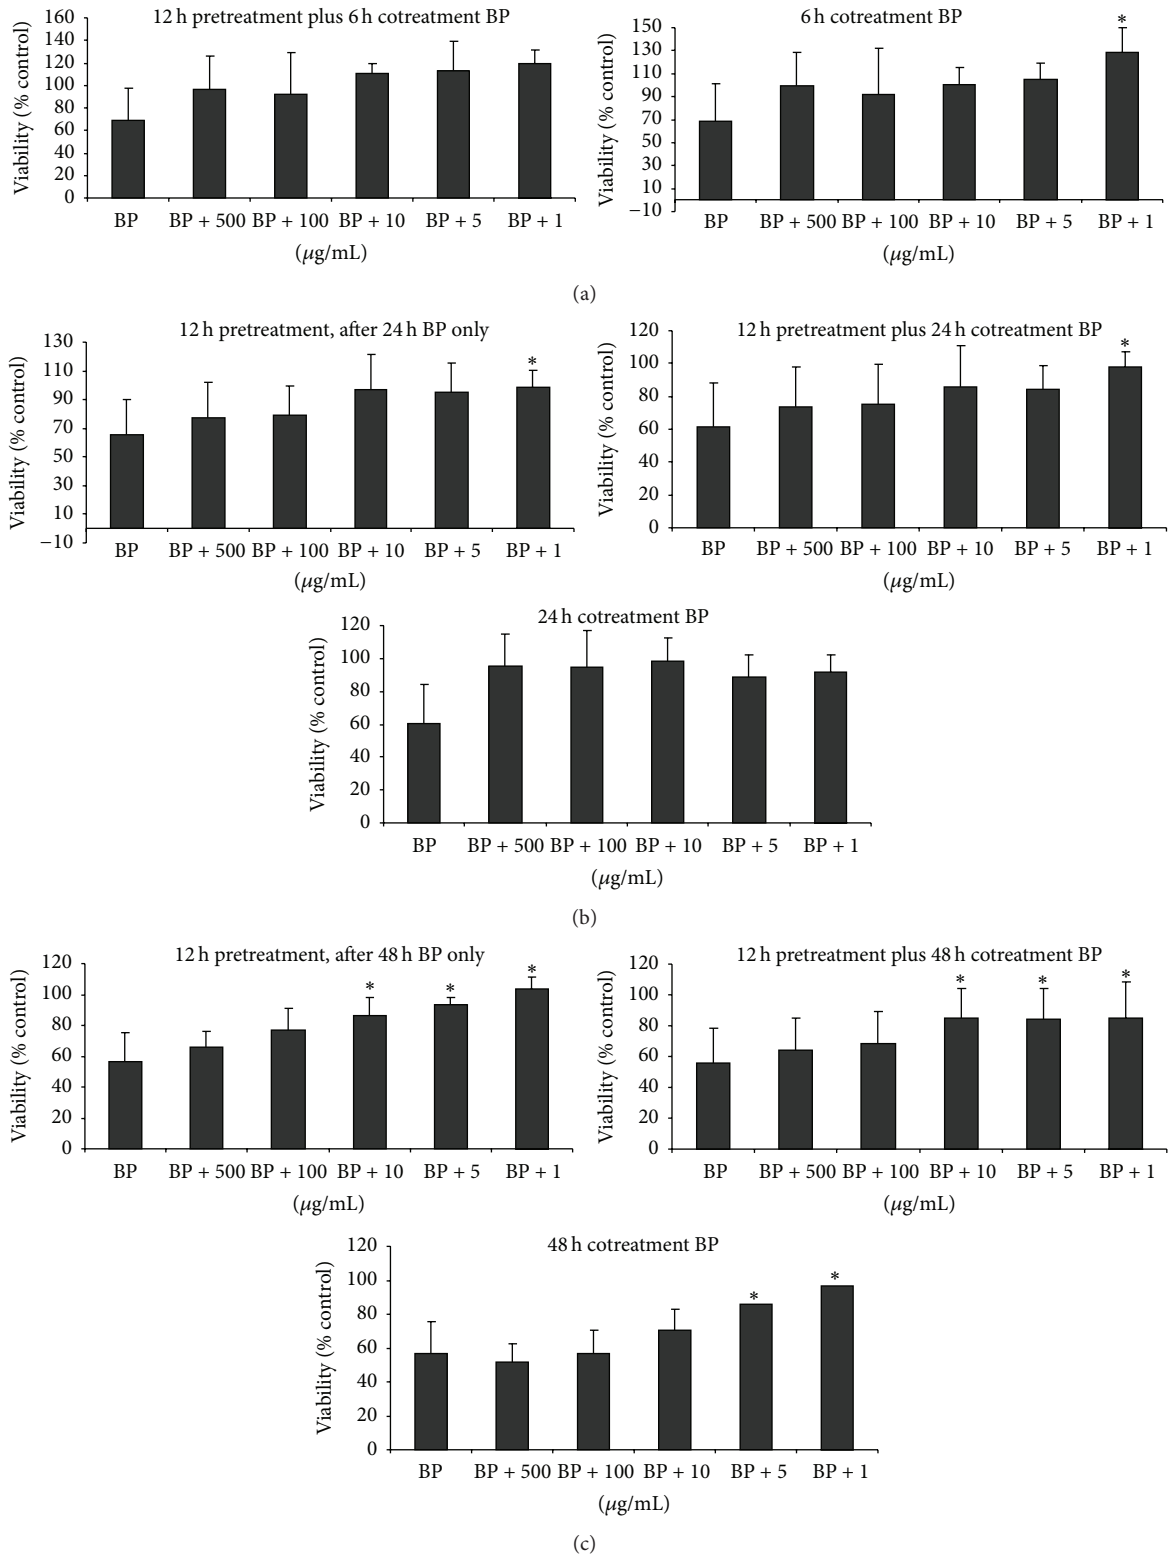 12 h pretreatment plus 6 h cotreatment BP
Viability (% control)
160
140
120
100
80
60
40
20
0
BP BP + 500 BP + 100 BP + 10 BP + 5 BP + 1
(μg/mL)
6 h cotreatment BP
Viability (% control)
150
130
110
90
70
50
30
10
−10
*
BP BP + 500 BP + 100 BP + 10 BP + 5 BP + 1
(μg/mL)
(a)
12 h pretreatment, after 24 h BP only
Viability (% control)
130
110
90
70
50
30
10
−10
*
BP BP + 500 BP + 100 BP + 10 BP + 5 BP + 1
(μg/mL)
12 h pretreatment plus 24 h cotreatment BP
Viability (% control)
120
100
80
60
40
20
0
*
BP BP + 500 BP + 100 BP + 10 BP + 5 BP + 1
(μg/mL)
24 h cotreatment BP
Viability (% control)
120
100
80
60
40
20
0
BP BP + 500 BP + 100 BP + 10 BP + 5 BP + 1
(μg/mL)
(b)
12 h pretreatment, after 48 h BP only
Viability (% control)
120
100
80
60
40
20
0
* * *
BP BP + 500 BP + 100 BP + 10 BP + 5 BP + 1
(μg/mL)
12 h pretreatment plus 48 h cotreatment BP
Viability (% control)
120
100
80
60
40
20
0
* * *
BP BP + 500 BP + 100 BP + 10 BP + 5 BP + 1
(μg/mL)
48 h cotreatment BP
Viability (% control)
120
100
80
60
40
20
0
* *
BP BP + 500 BP + 100 BP + 10 BP + 5 BP + 1
(μg/mL)
(c)